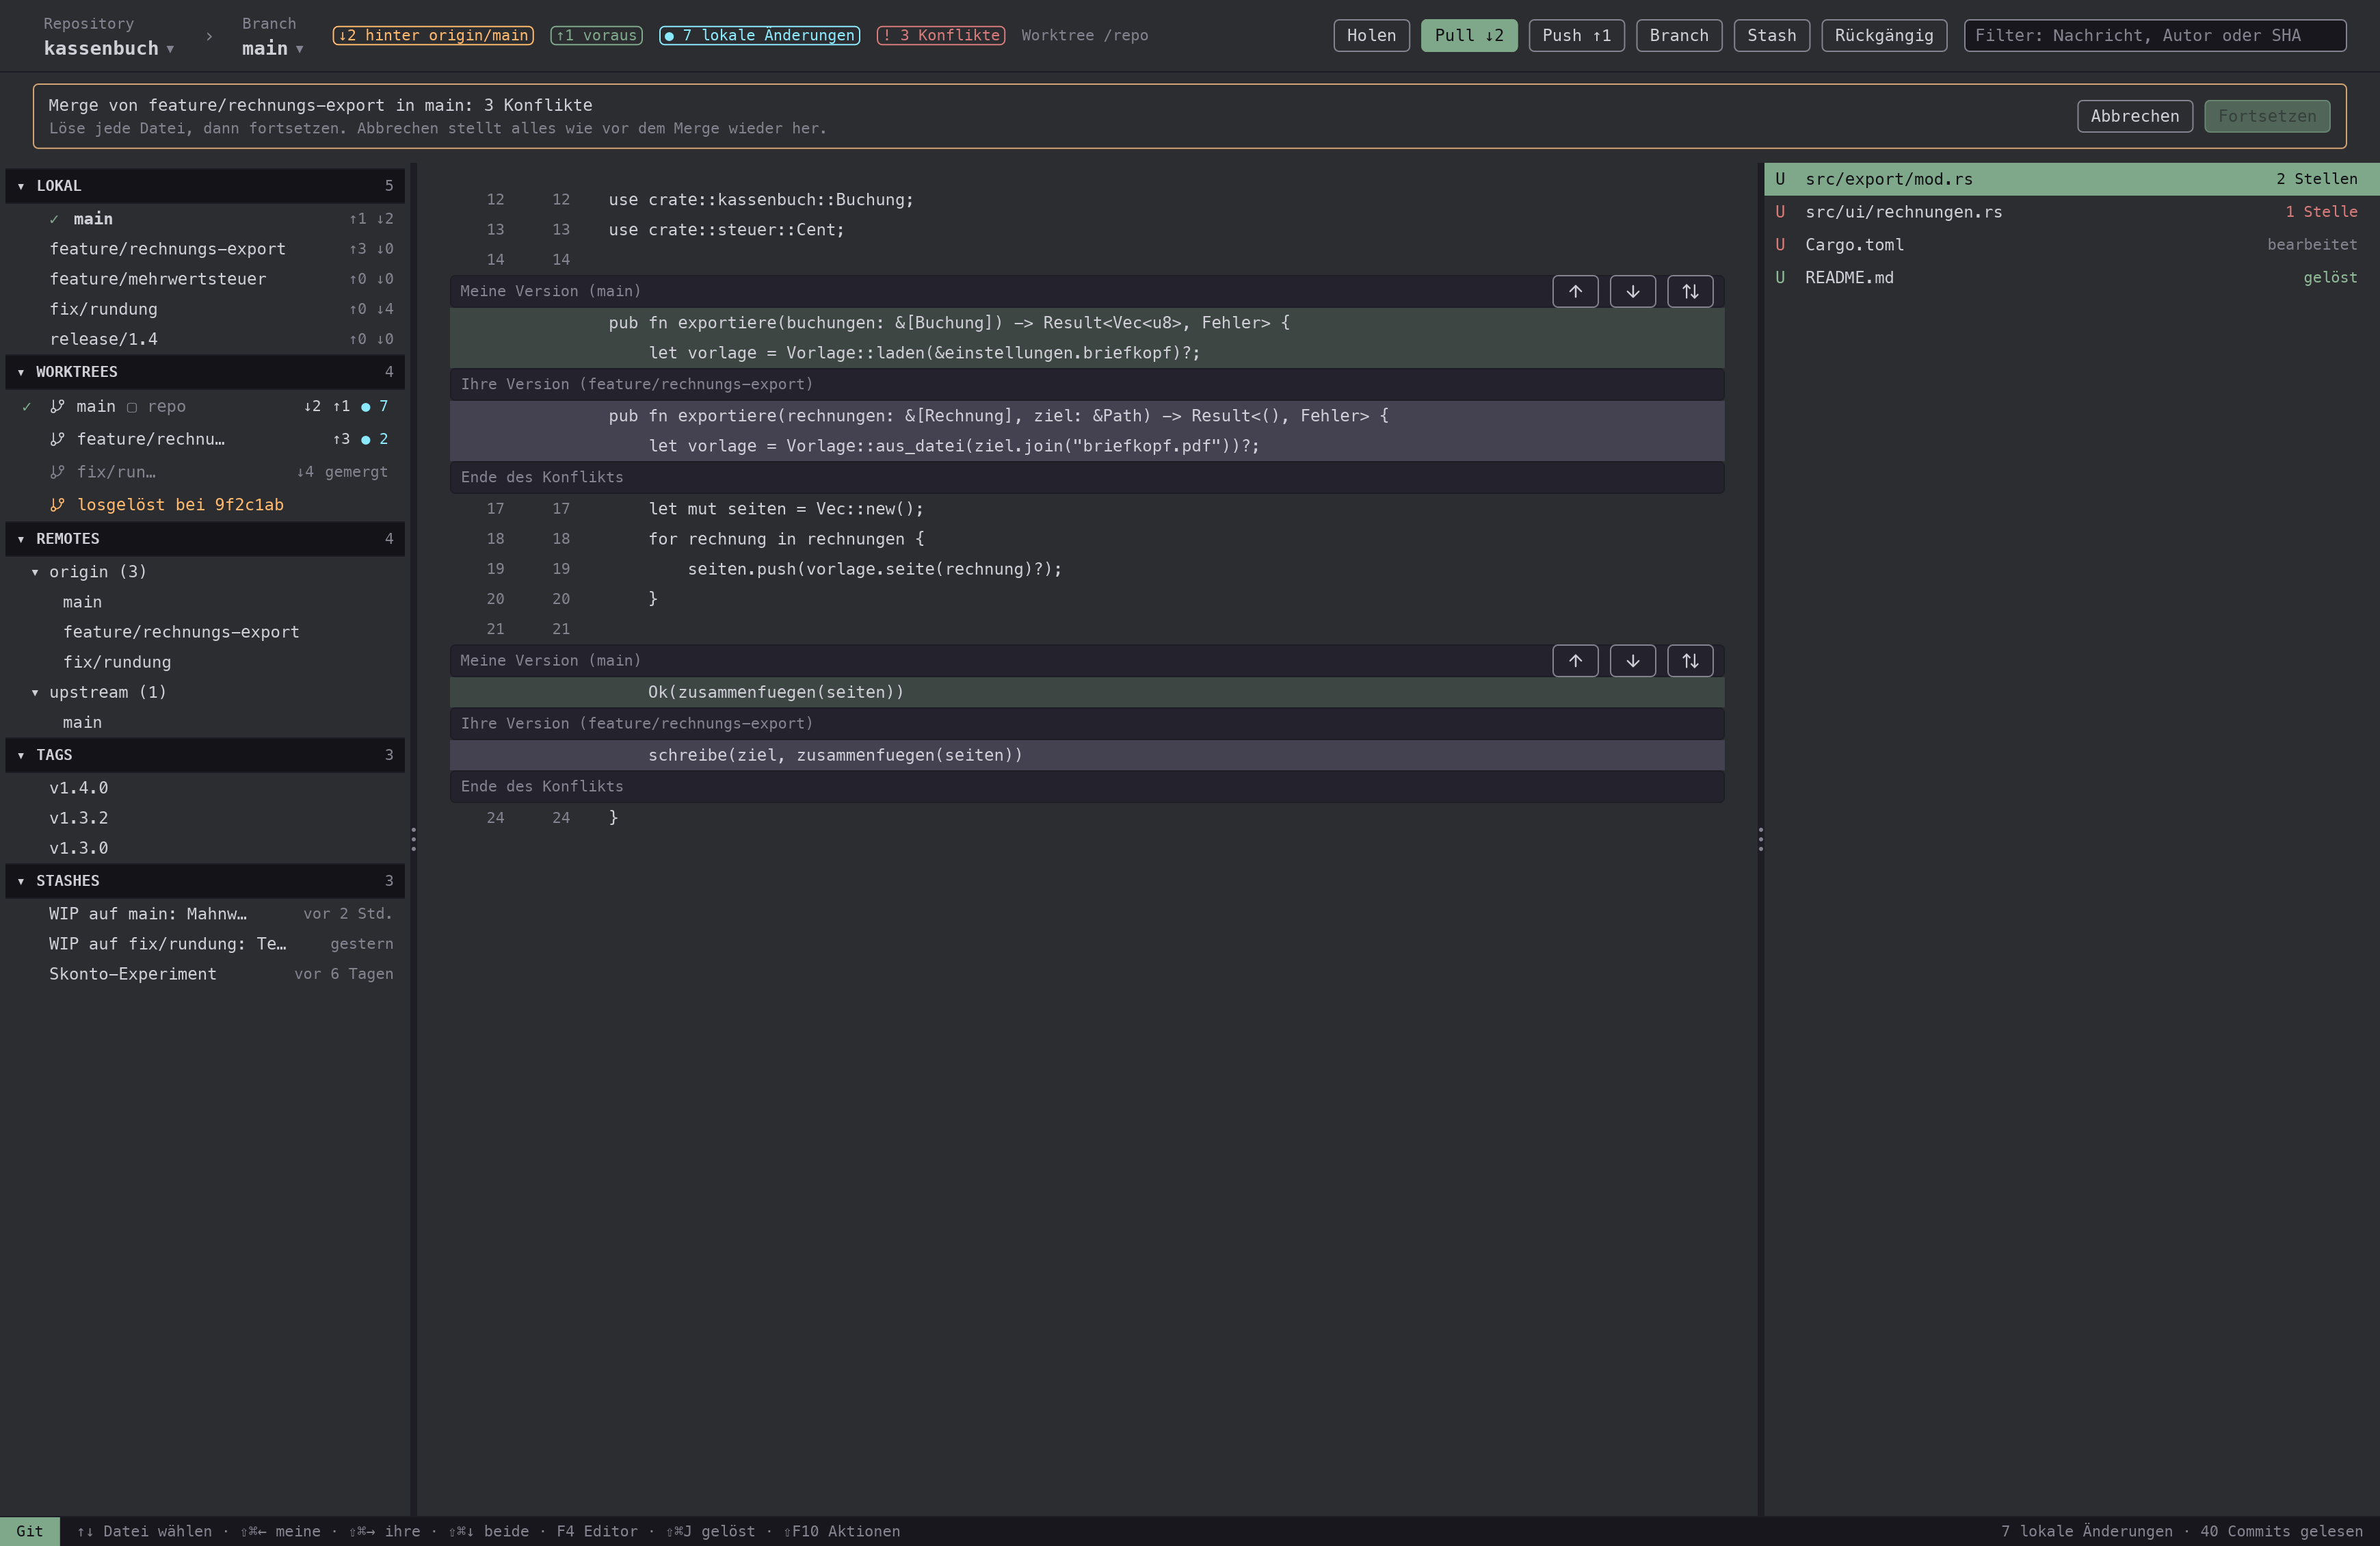 Repository
kassenbuch ▾
›
Branch
main ▾
↓2 hinter origin/main
↑1 voraus
● 7 lokale Änderungen
! 3 Konflikte
Worktree /repo
Holen
Pull ↓2
Push ↑1
Branch
Stash
Rückgängig
Filter: Nachricht, Autor oder SHA
Merge von feature/rechnungs-export in main: 3 Konflikte
Löse jede Datei, dann fortsetzen. Abbrechen stellt alles wie vor dem Merge wieder her.
Abbrechen
Fortsetzen
▾ LOKAL 5
✓ main ↑1 ↓2
feature/rechnungs-export ↑3 ↓0
feature/mehrwertsteuer ↑0 ↓0
fix/rundung ↑0 ↓4
release/1.4 ↑0 ↓0
▾ WORKTREES 4
✓ main ▢ repo ↓2 ↑1 ● 7
feature/rechnu… ↑3 ● 2
fix/run… ↓4 gemergt
losgelöst bei 9f2c1ab
▾ REMOTES 4
▾ origin (3)
main
feature/rechnungs-export
fix/rundung
▾ upstream (1)
main
▾ TAGS 3
v1.4.0
v1.3.2
v1.3.0
▾ STASHES 3
WIP auf main: Mahnw… vor 2 Std.
WIP auf fix/rundung: Te… gestern
Skonto-Experiment vor 6 Tagen
12 12 use crate::kassenbuch::Buchung;
13 13 use crate::steuer::Cent;
14 14
Meine Version (main) ↑ ↓ ⇅
pub fn exportiere(buchungen: &[Buchung]) -> Result<Vec<u8>, Fehler> {
let vorlage = Vorlage::laden(&einstellungen.briefkopf)?;
Ihre Version (feature/rechnungs-export)
pub fn exportiere(rechnungen: &[Rechnung], ziel: &Path) -> Result<(), Fehler> {
let vorlage = Vorlage::aus_datei(ziel.join("briefkopf.pdf"))?;
Ende des Konflikts
17 17 let mut seiten = Vec::new();
18 18 for rechnung in rechnungen {
19 19 seiten.push(vorlage.seite(rechnung)?);
20 20 }
21 21
Meine Version (main) ↑ ↓ ⇅
Ok(zusammenfuegen(seiten))
Ihre Version (feature/rechnungs-export)
schreibe(ziel, zusammenfuegen(seiten))
Ende des Konflikts
24 24 }
U src/export/mod.rs 2 Stellen
U src/ui/rechnungen.rs 1 Stelle
U Cargo.toml bearbeitet
U README.md gelöst
Git
↑↓ Datei wählen · ⇧⌘← meine · ⇧⌘→ ihre · ⇧⌘↓ beide · F4 Editor · ⇧⌘J gelöst · ⇧F10 Aktionen
7 lokale Änderungen · 40 Commits gelesen